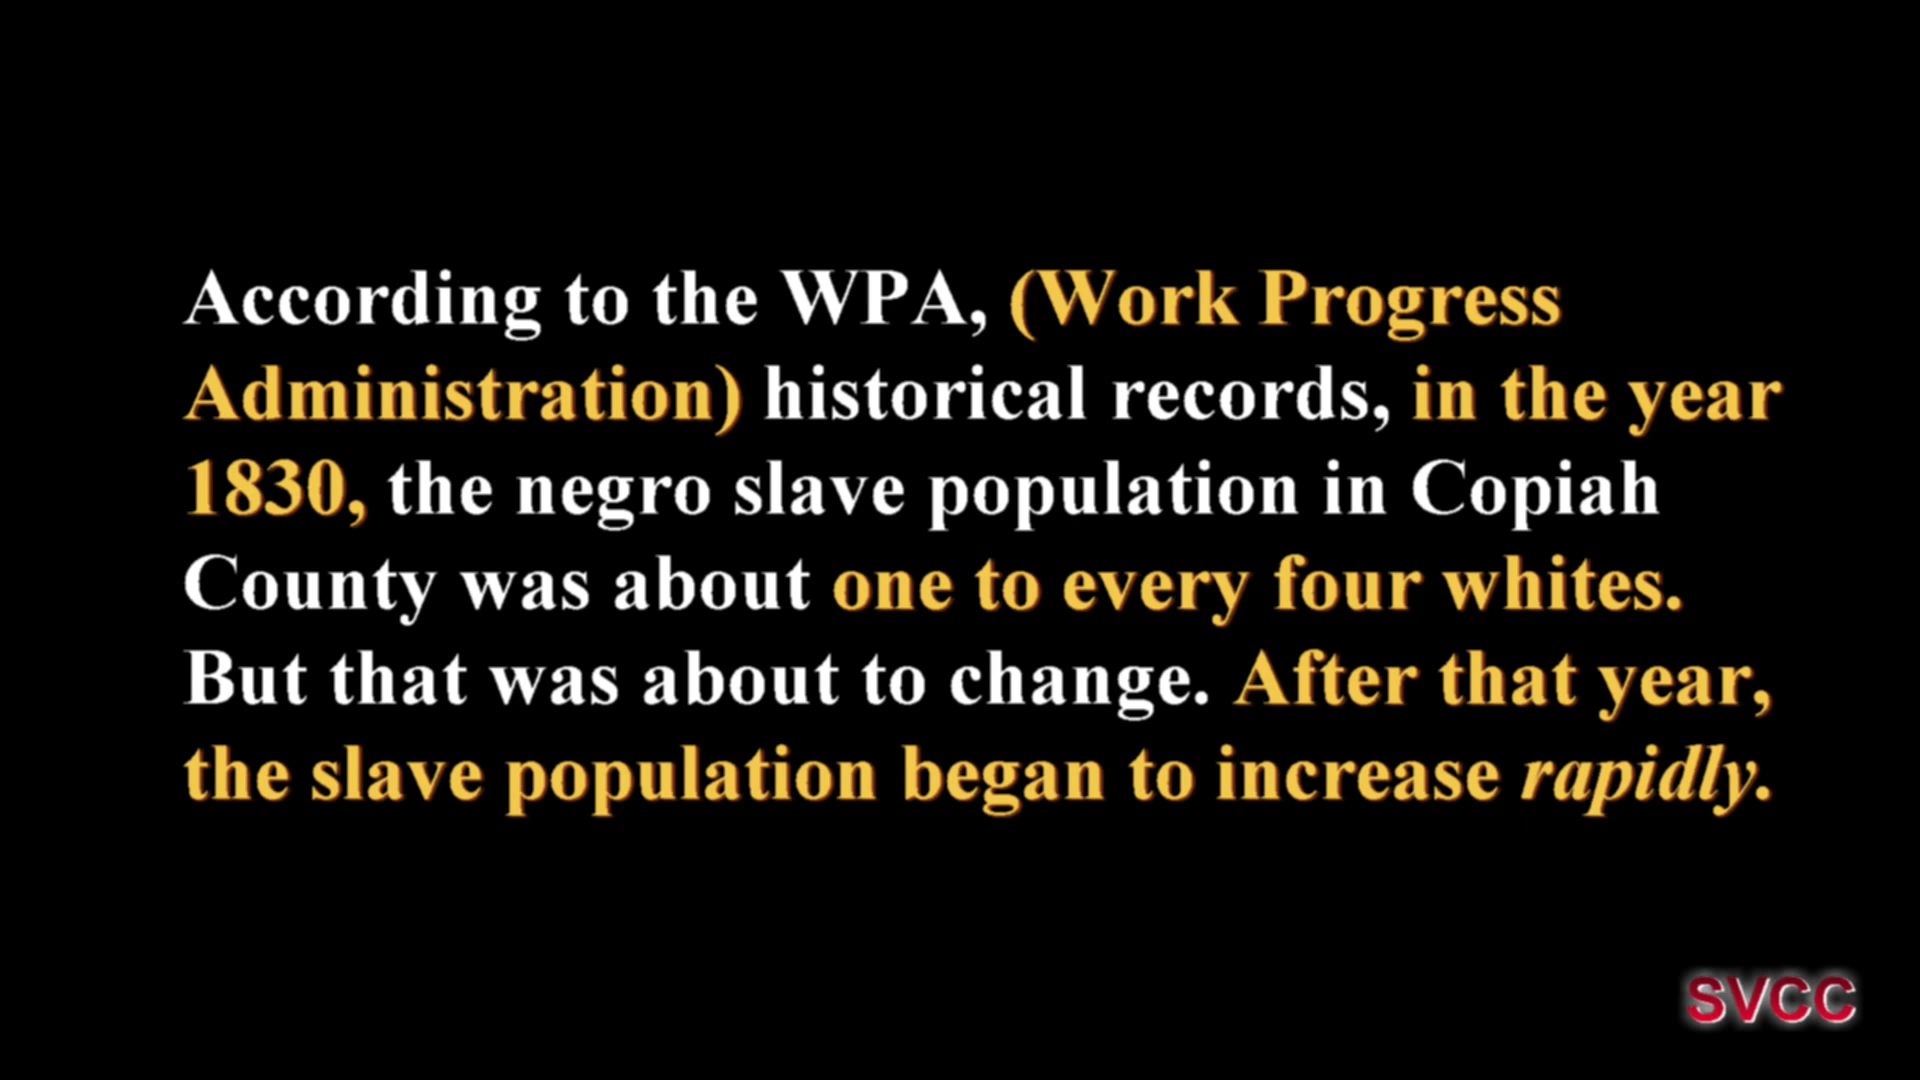 According to the WPA, (Work Progress
Administration) historical records, in the year
1830, the negro slave population in Copiah
County was about one to every four whites.
But that was about to change. After that year,
the slave population began to increase rapidly.
SVCC